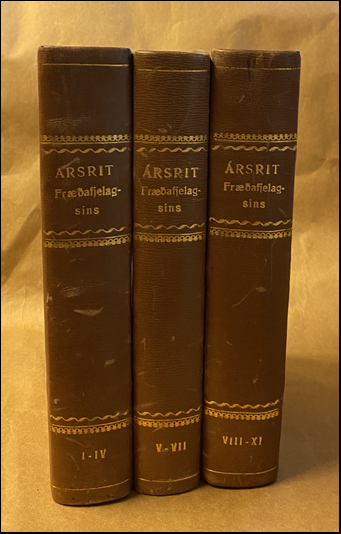 ÁRSRIT
Fræðafjelag-
sins
I-IV
ÁRSRIT
Fræðafjelag-
sins
V-VII
ÁRSRIT
Fræðafjelag-
sins
VIII-XI